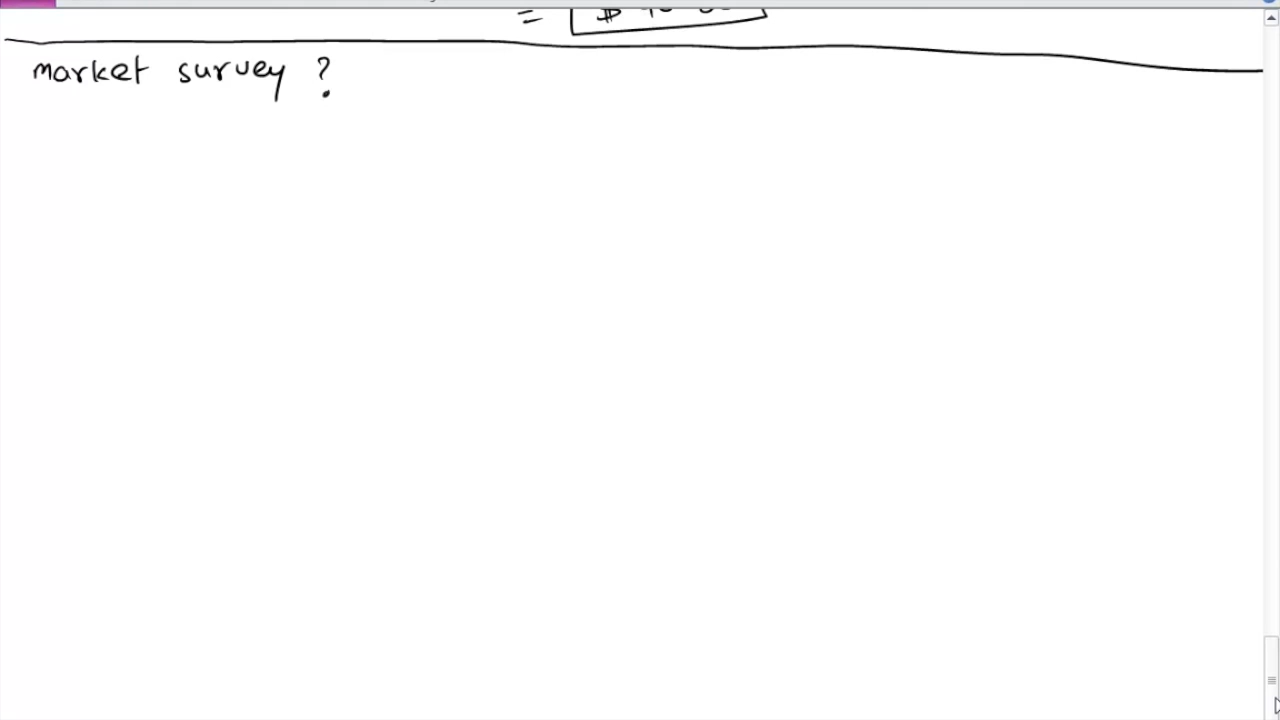 = $
market survey ?